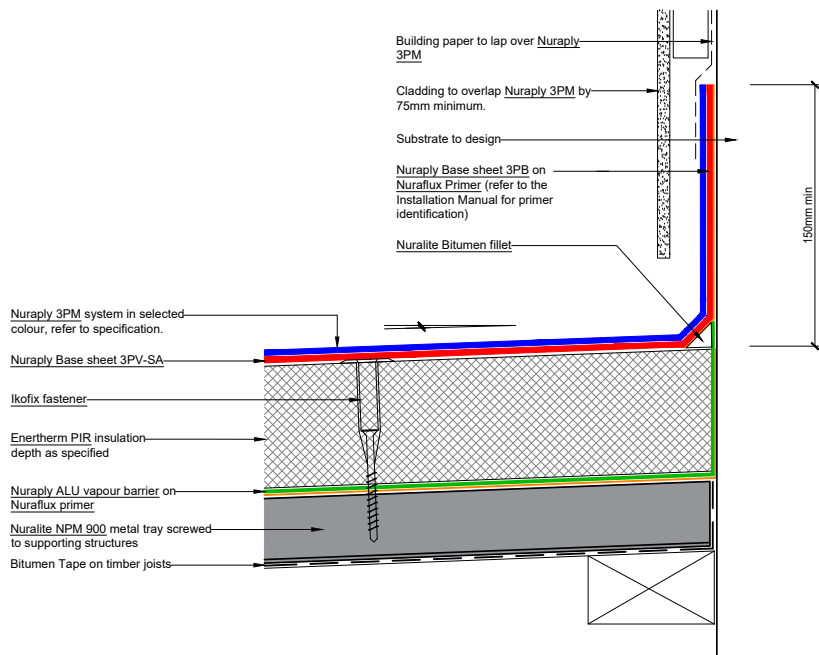 Building paper to lap over Nuraply
3PM
Cladding to overlap Nuraply 3PM by
75mm minimum.
Substrate to design
Nuraply Base sheet 3PB on
Nuraflux Primer (refer to the
Installation Manual for primer
identification)
Nuralite Bitumen fillet
150mm min
Nuraply 3PM system in selected
colour, refer to specification.
Nuraply Base sheet 3PV-SA
Ikofix fastener
Enertherm PIR insulation
depth as specified
Nuraply ALU vapour barrier on
Nuraflux primer
Nuralite NPM 900 metal tray screwed
to supporting structures
Bitumen Tape on timber joists